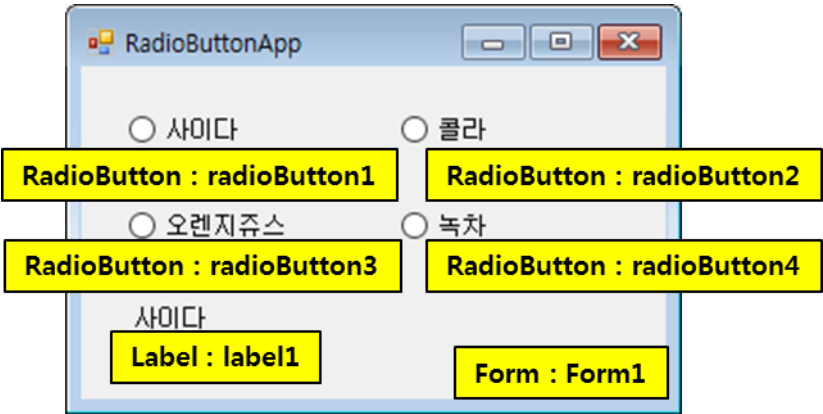 RadioButtonApp
사이다 콜라
RadioButton : radioButton1 RadioButton : radioButton2
오렌지쥬스 녹차
RadioButton : radioButton3 RadioButton : radioButton4
사이다
Label : label1
Form : Form1